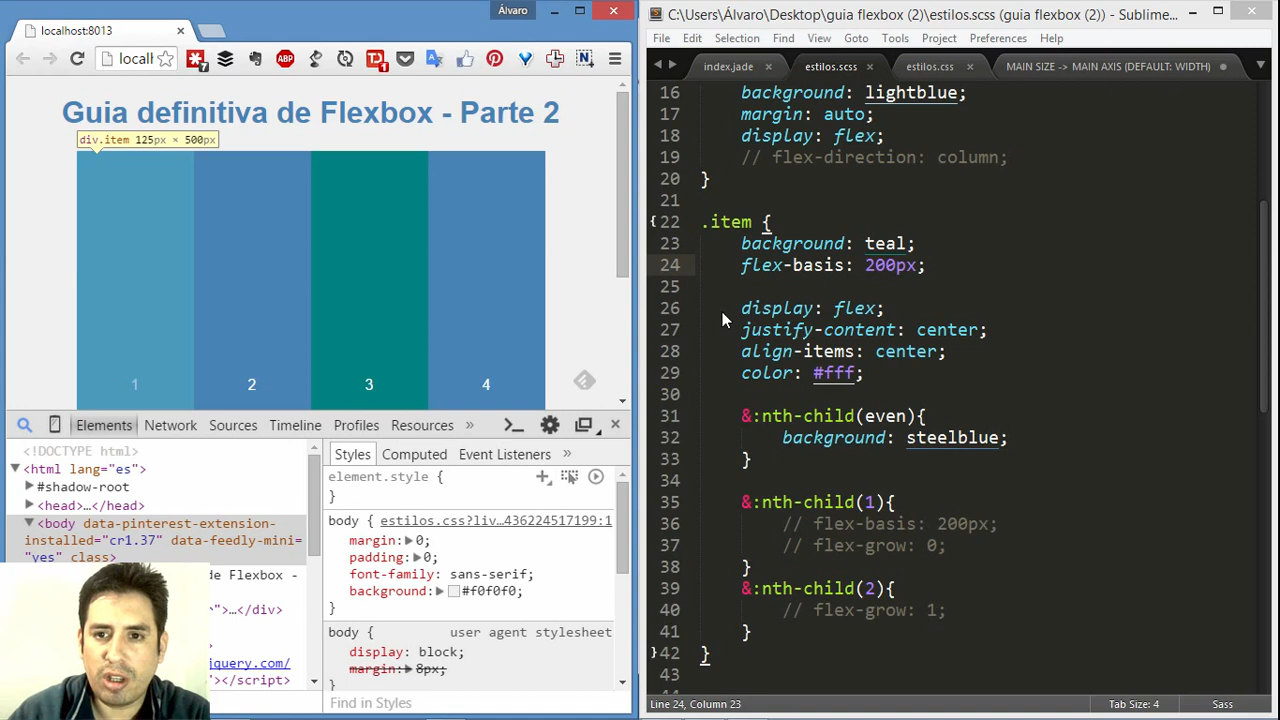 Álvaro
localhost:8013
localh
7
ABP
1
Guia definitiva de Flexbox - Parte 2
div.item 125px × 500px
1
2
3
4
Elements
Network
Sources
Timeline
Profiles
Resources
»
<!DOCTYPE html>
<html lang="es">
#shadow-root
<head>…</head>
<body data-pinterest-extension-
installed="cr1.37" data-feedly-mini=
"yes" class>
de Flexbox -
">…</div>
jquery.com/
"></script>
Styles
Computed
Event Listeners
»
element.style {
}
body {
estilos.css?liv…436224517199:1
margin: 0;
padding: 0;
font-family: sans-serif;
background: #f0f0f0;
}
body {
user agent stylesheet
display: block;
margin: 8px;
}
Find in Styles
C:\Users\Álvaro\Desktop\guia flexbox (2)\estilos.scss (guia flexbox (2)) - Sublime...
File Edit Selection Find View Goto Tools Project Preferences Help
index.jade
estilos.scss
estilos.css
MAIN SIZE -> MAIN AXIS (DEFAULT: WIDTH)
16 background: lightblue;
17 margin: auto;
18 display: flex;
19 // flex-direction: column;
20 }
21
22 .item {
23 background: teal;
24 flex-basis: 200px;
25
26 display: flex;
27 justify-content: center;
28 align-items: center;
29 color: #fff;
30
31 &:nth-child(even){
32 background: steelblue;
33 }
34
35 &:nth-child(1){
36 // flex-basis: 200px;
37 // flex-grow: 0;
38 }
39 &:nth-child(2){
40 // flex-grow: 1;
41 }
42 }
43
Line 24, Column 23
Tab Size: 4
Sass